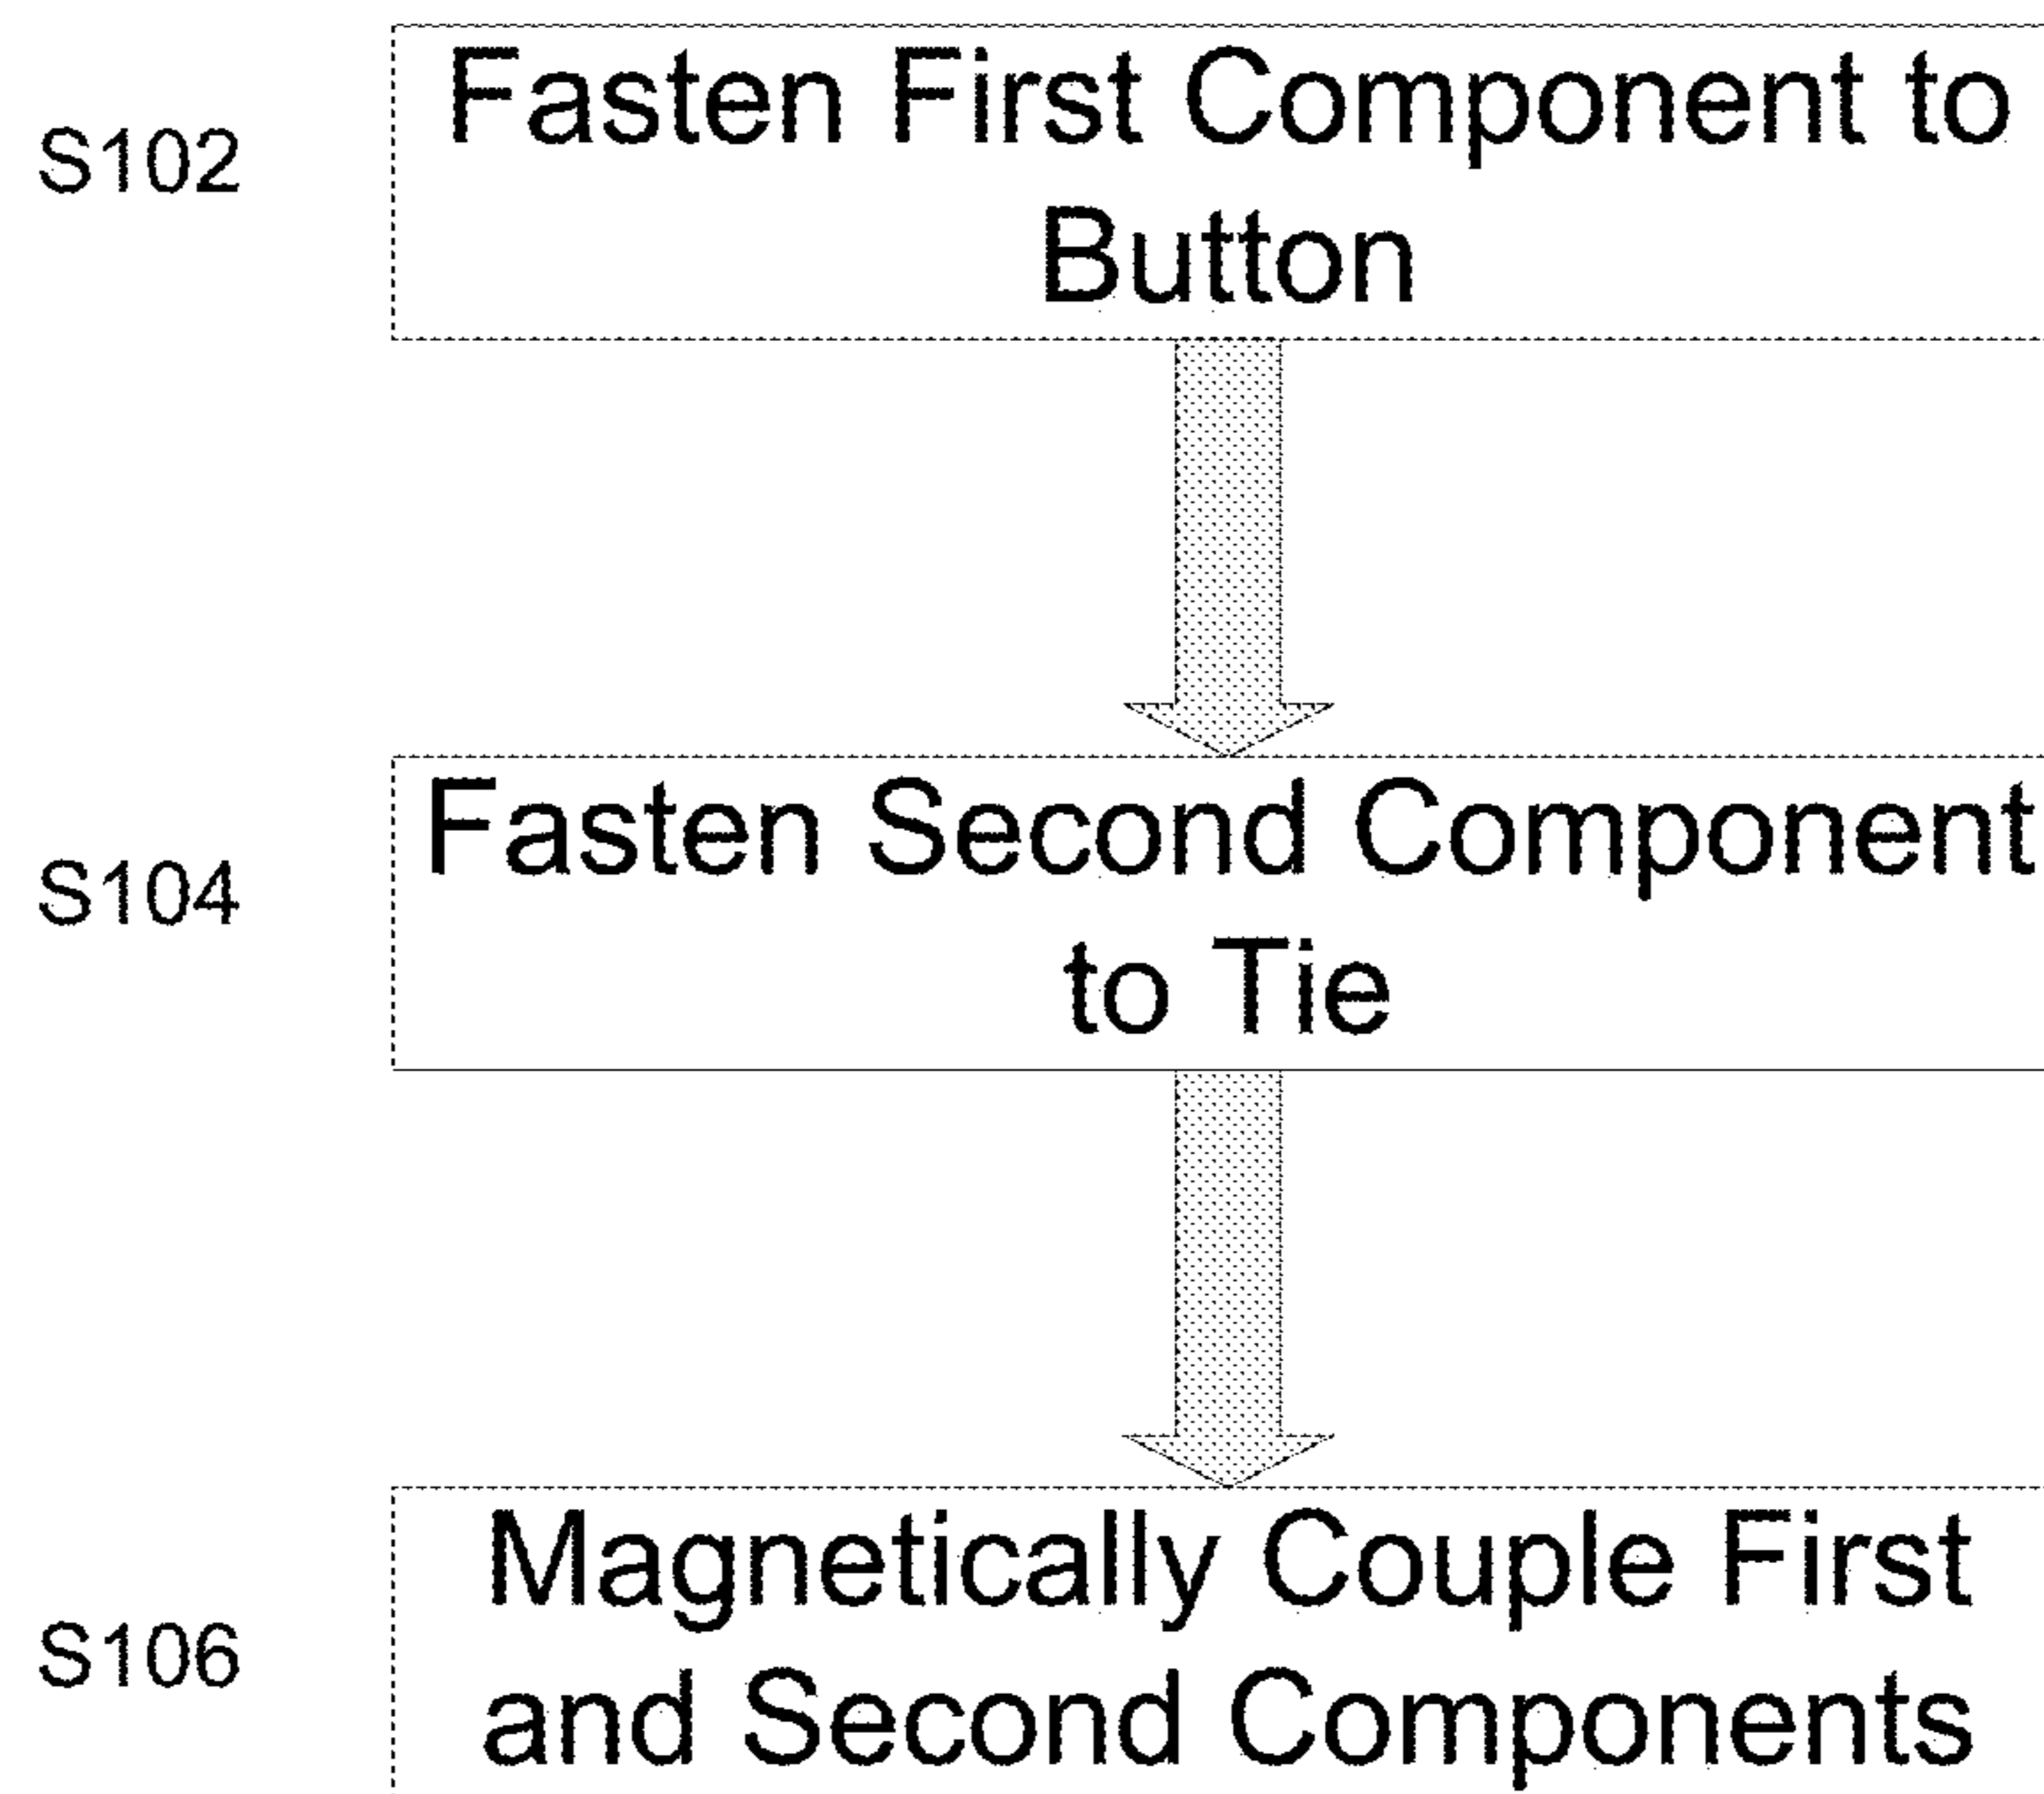 S102
Fasten First Component to
Button
S104
Fasten Second Component
to Tie
S106
Magnetically Couple First
and Second Components